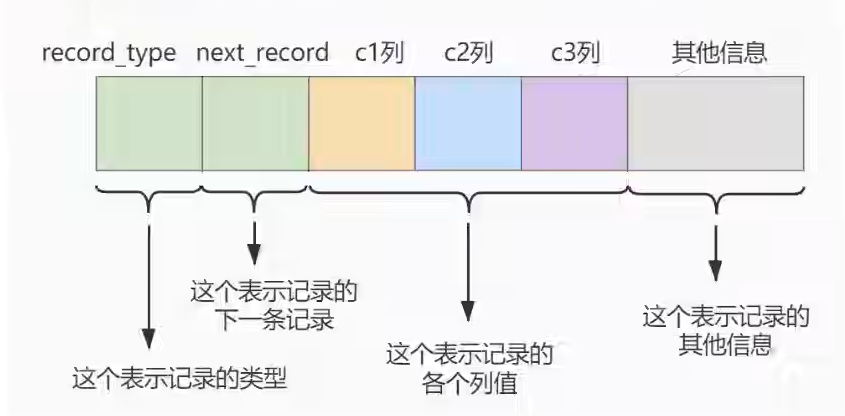 record_type next_record c1列 c2列 c3列 其他信息
这个表示记录的
下一条记录
这个表示记录的
其他信息
这个表示记录的
各个列值
这个表示记录的类型